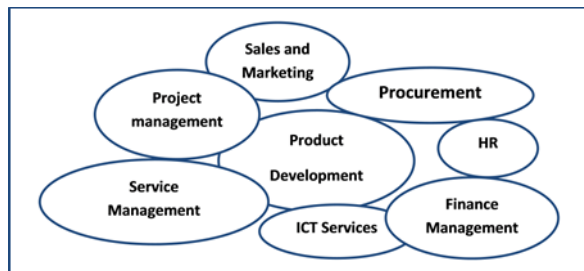 Sales and
Marketing
Procurement
Project
management
Product
Development
HR
Service
Management
ICT Services
Finance
Management